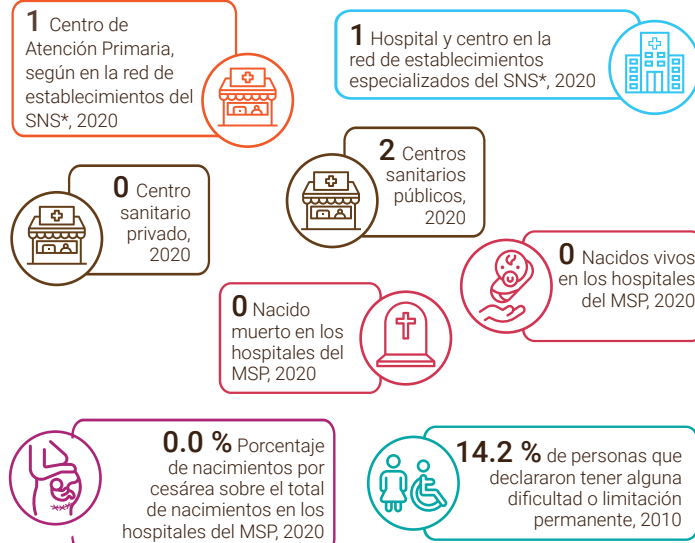 1 Centro de
Atención Primaria,
según en la red de
establecimientos del
SNS*, 2020
1 Hospital y centro en la
red de establecimientos
especializados del SNS*, 2020
0 Centro
sanitario
privado,
2020
2 Centros
sanitarios
públicos,
2020
0 Nacidos vivos
en los hospitales
del MSP, 2020
0 Nacido
muerto en los
hospitales del
MSP, 2020
0.0 % Porcentaje
de nacimientos por
cesárea sobre el total
de nacimientos en los
hospitales del MSP, 2020
14.2 % de personas que
declararon tener alguna
dificultad o limitación
permanente, 2010